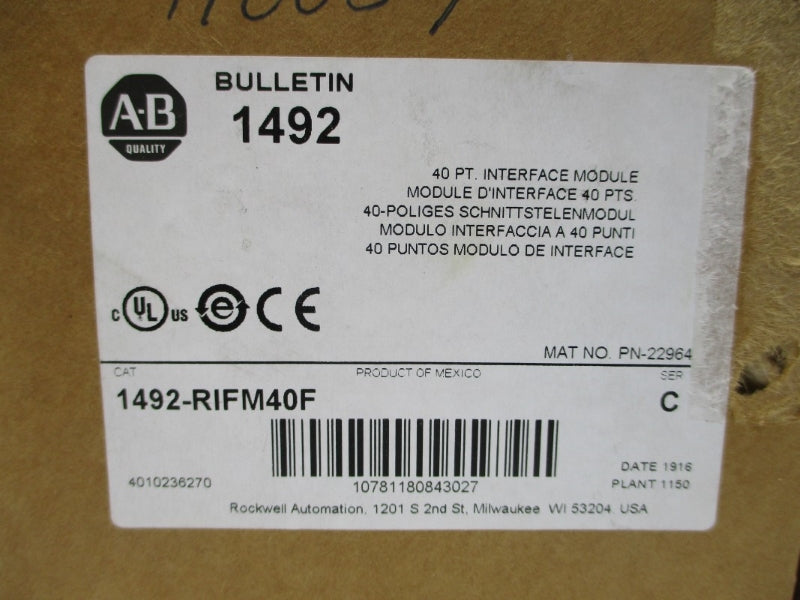 A-B
QUALITY
BULLETIN
1492
40 PT. INTERFACE MODULE
MODULE D'INTERFACE 40 PTS.
40-POLIGES SCHNITTSTELENMODUL
MODULO INTERFACCIA A 40 PUNTI
40 PUNTOS MODULO DE INTERFACE
c UL US e CE
MAT NO. PN-22964
CAT PRODUCT OF MEXICO SER
1492-RIFM40F C
4010236270 10781180843027
DATE 1916
PLANT 1150
Rockwell Automation, 1201 S 2nd St, Milwaukee WI 53204, USA